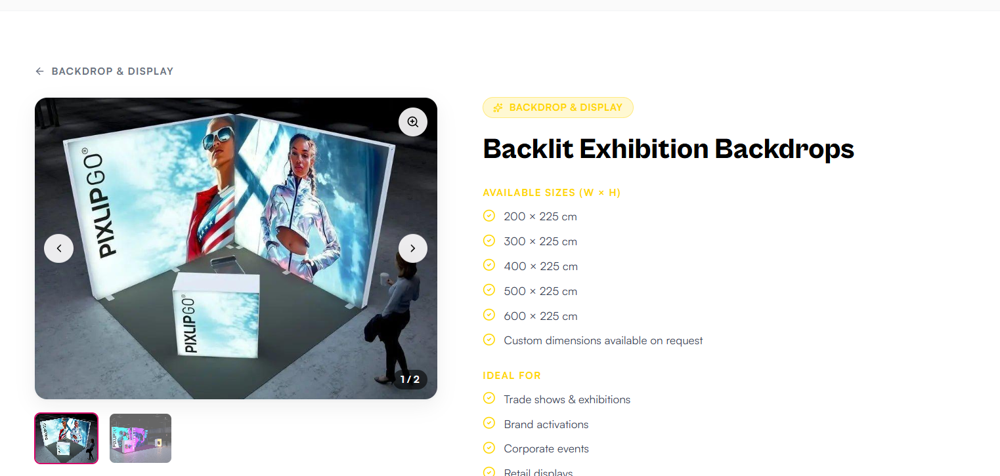 BACKDROP & DISPLAY
PIXLIPGO®
PIXLIPGO®
1 / 2
BACKDROP & DISPLAY
Backlit Exhibition Backdrops
AVAILABLE SIZES (W × H)
200 × 225 cm
300 × 225 cm
400 × 225 cm
500 × 225 cm
600 × 225 cm
Custom dimensions available on request
IDEAL FOR
Trade shows & exhibitions
Brand activations
Corporate events
Retail displays